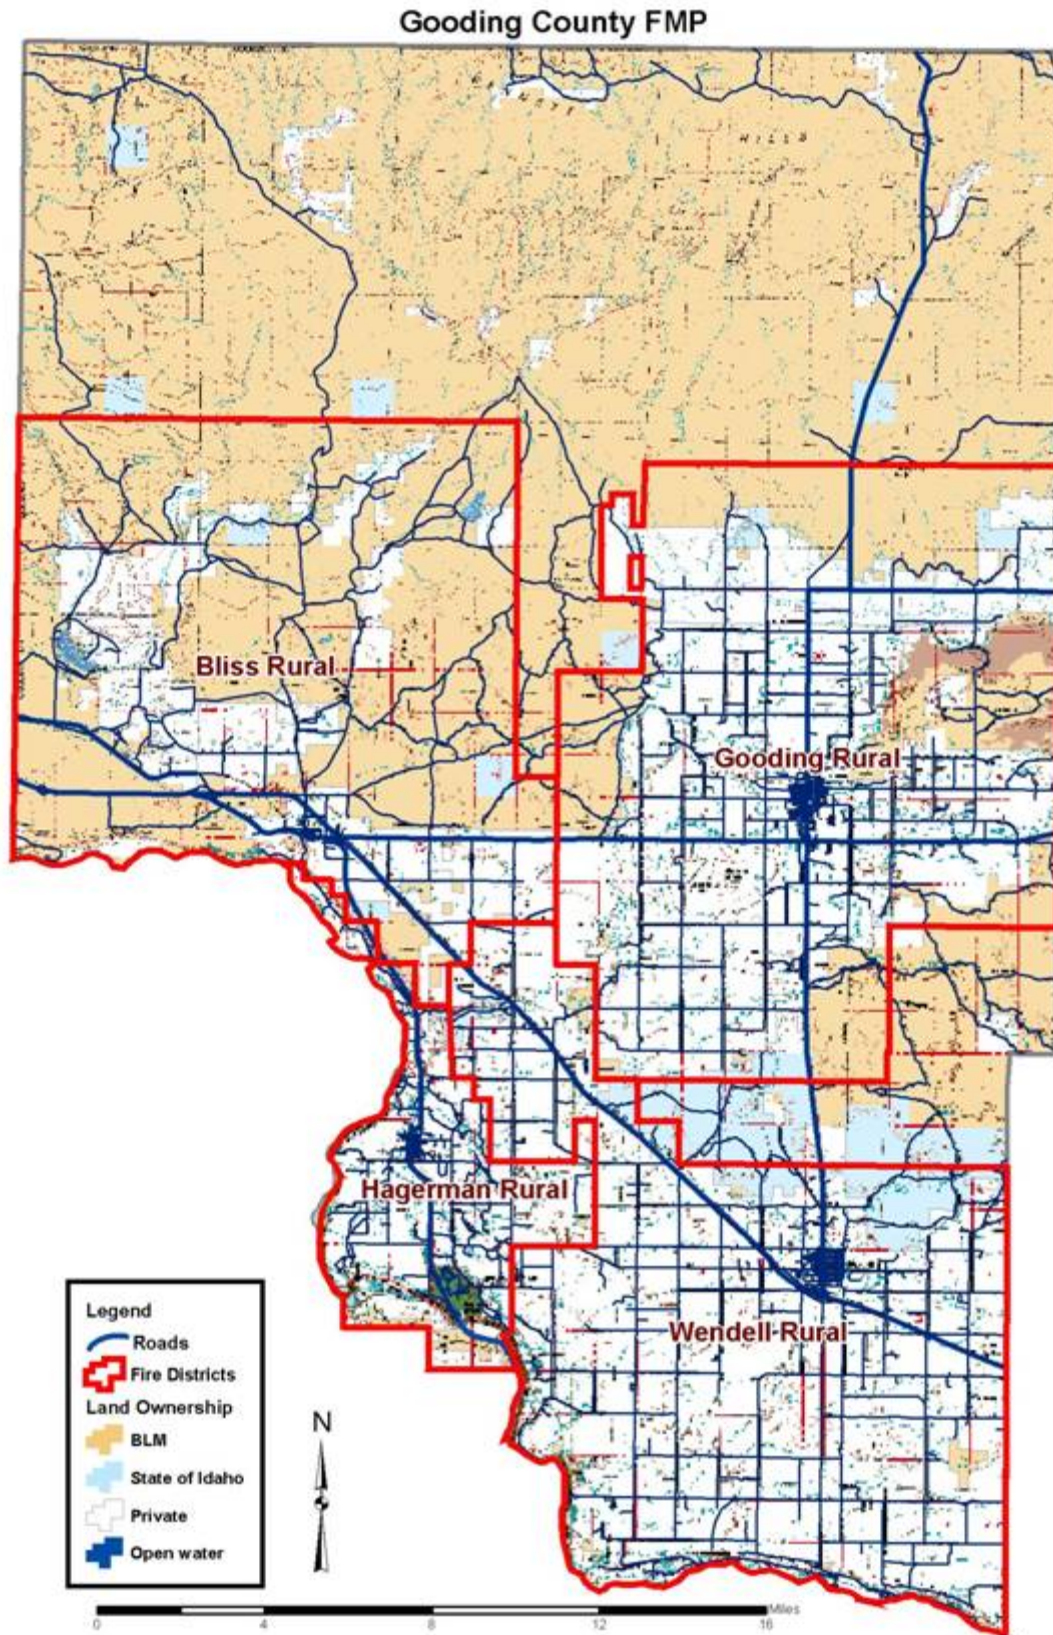 Gooding County FMP
HILLS
Bliss Rural
Gooding Rural
Hagerman Rural
Wendell Rural
Legend
Roads
Fire Districts
Land Ownership
BLM
State of Idaho
Private
Open water
N
0 4 8 12 16 Miles